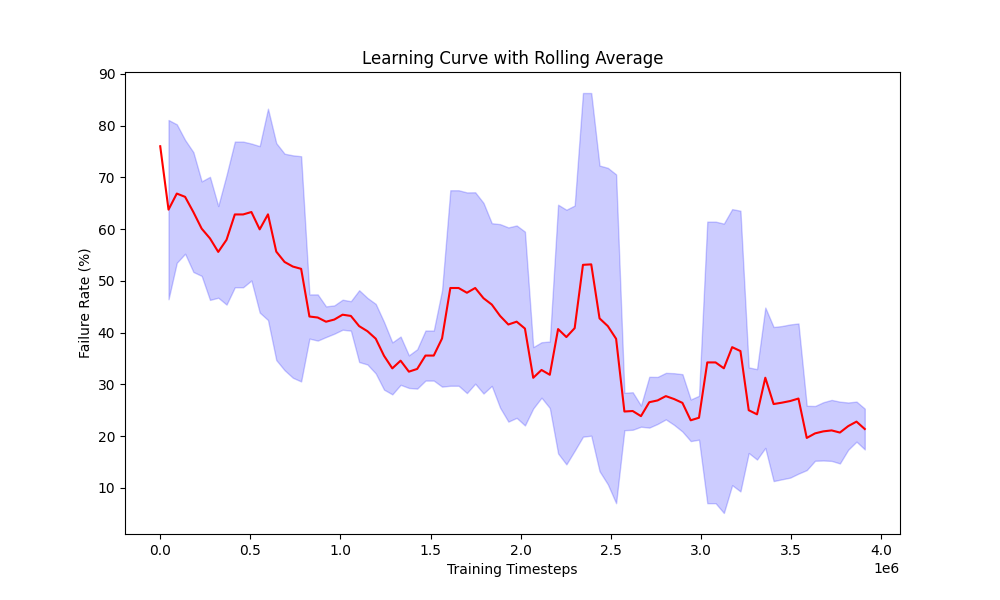 Learning Curve with Rolling Average
Failure Rate (%)
90
80
70
60
50
40
30
20
10
0.0 0.5 1.0 1.5 2.0 2.5 3.0 3.5 4.0
1e6
Training Timesteps